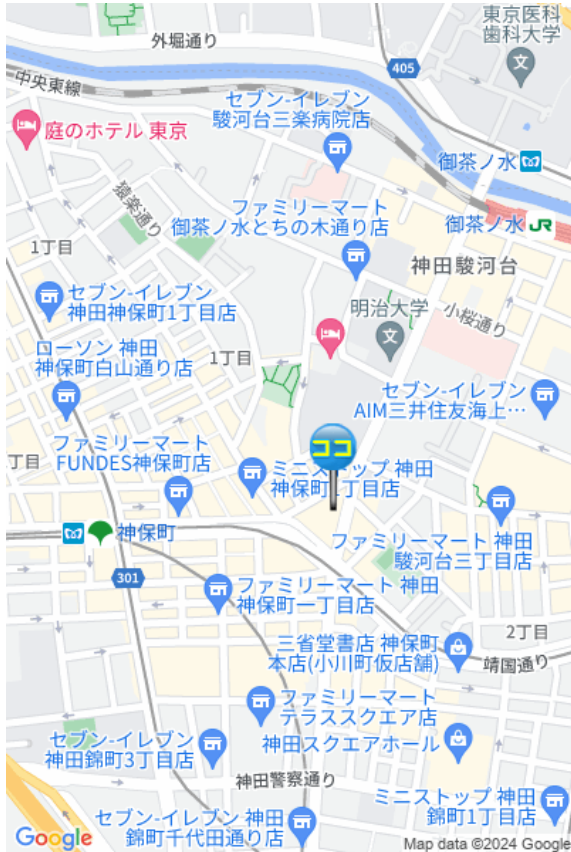 東京医科
歯科大学
外堀通り
405
中央東線
セブン-イレブン
駿河台三楽病院店
庭のホテル 東京
御茶ノ水
猿楽通り
ファミリーマート
御茶ノ水とちの木通り店
御茶ノ水 JR
1丁目
神田駿河台
セブン-イレブン
神田神保町1丁目店
明治大学
小桜通り
ローソン 神田
神保町白山通り店
1丁目
セブン-イレブン
AIM三井住友海上…
ココ
ファミリーマート
FUNDES神保町店
丁目
ミニストップ 神田
神保町1丁目店
神保町
ファミリーマート 神田
駿河台三丁目店
301
ファミリーマート 神田
神保町一丁目店
2丁目
三省堂書店 神保町
本店(小川町仮店舗)
靖国通り
ファミリーマート
テラススクエア店
セブン-イレブン
神田錦町3丁目店
神田スクエアホール
神田警察通り
ミニストップ 神田
錦町1丁目店
セブン-イレブン 神田
錦町千代田通り店
Google
Map data ©2024 Google